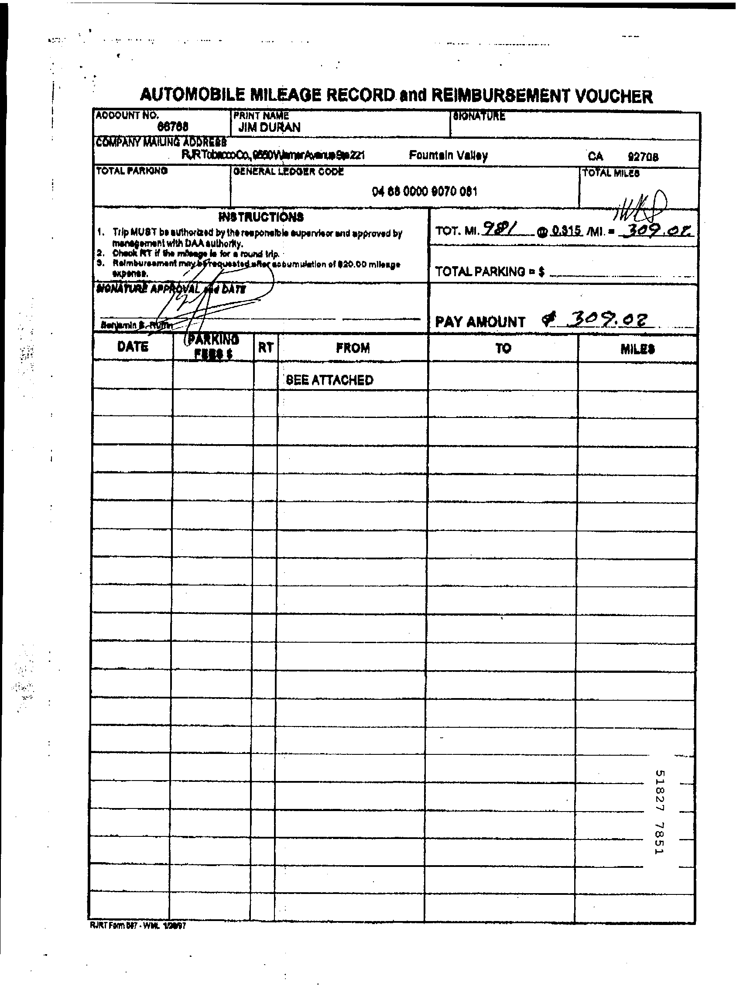 AUTOMOBILE MILEAGE RECORD and REIMBURSEMENT VOUCHER
ACCOUNT NO. PRINT NAME SIGNATURE
66768 JIM DURAN
COMPANY MAILING ADDRESS
RJR Tobacco Co., 9550 Warner Avenue Ste 221 Fountain Valley CA 92708
TOTAL PARKING GENERAL LEDGER CODE TOTAL MILES
04 68 0000 9070 081
INSTRUCTIONS
1. Trip MUST be authorized by the responsible supervisor and approved by
management with DAA authority.
2. Check RT if the mileage is for a round trip.
3. Reimbursement may be requested after accumulation of $20.00 mileage
expense.
TOT. MI. 981 @ 0.315 /MI. = 309.02
TOTAL PARKING = $
SIGNATURE APPROVAL and DATE
Benjamin B.
PAY AMOUNT $ 309.02
DATE (PARKING FEES $ RT FROM TO MILES
SEE ATTACHED
51827 7851
RJRT Form 597 - WML 1/29/97